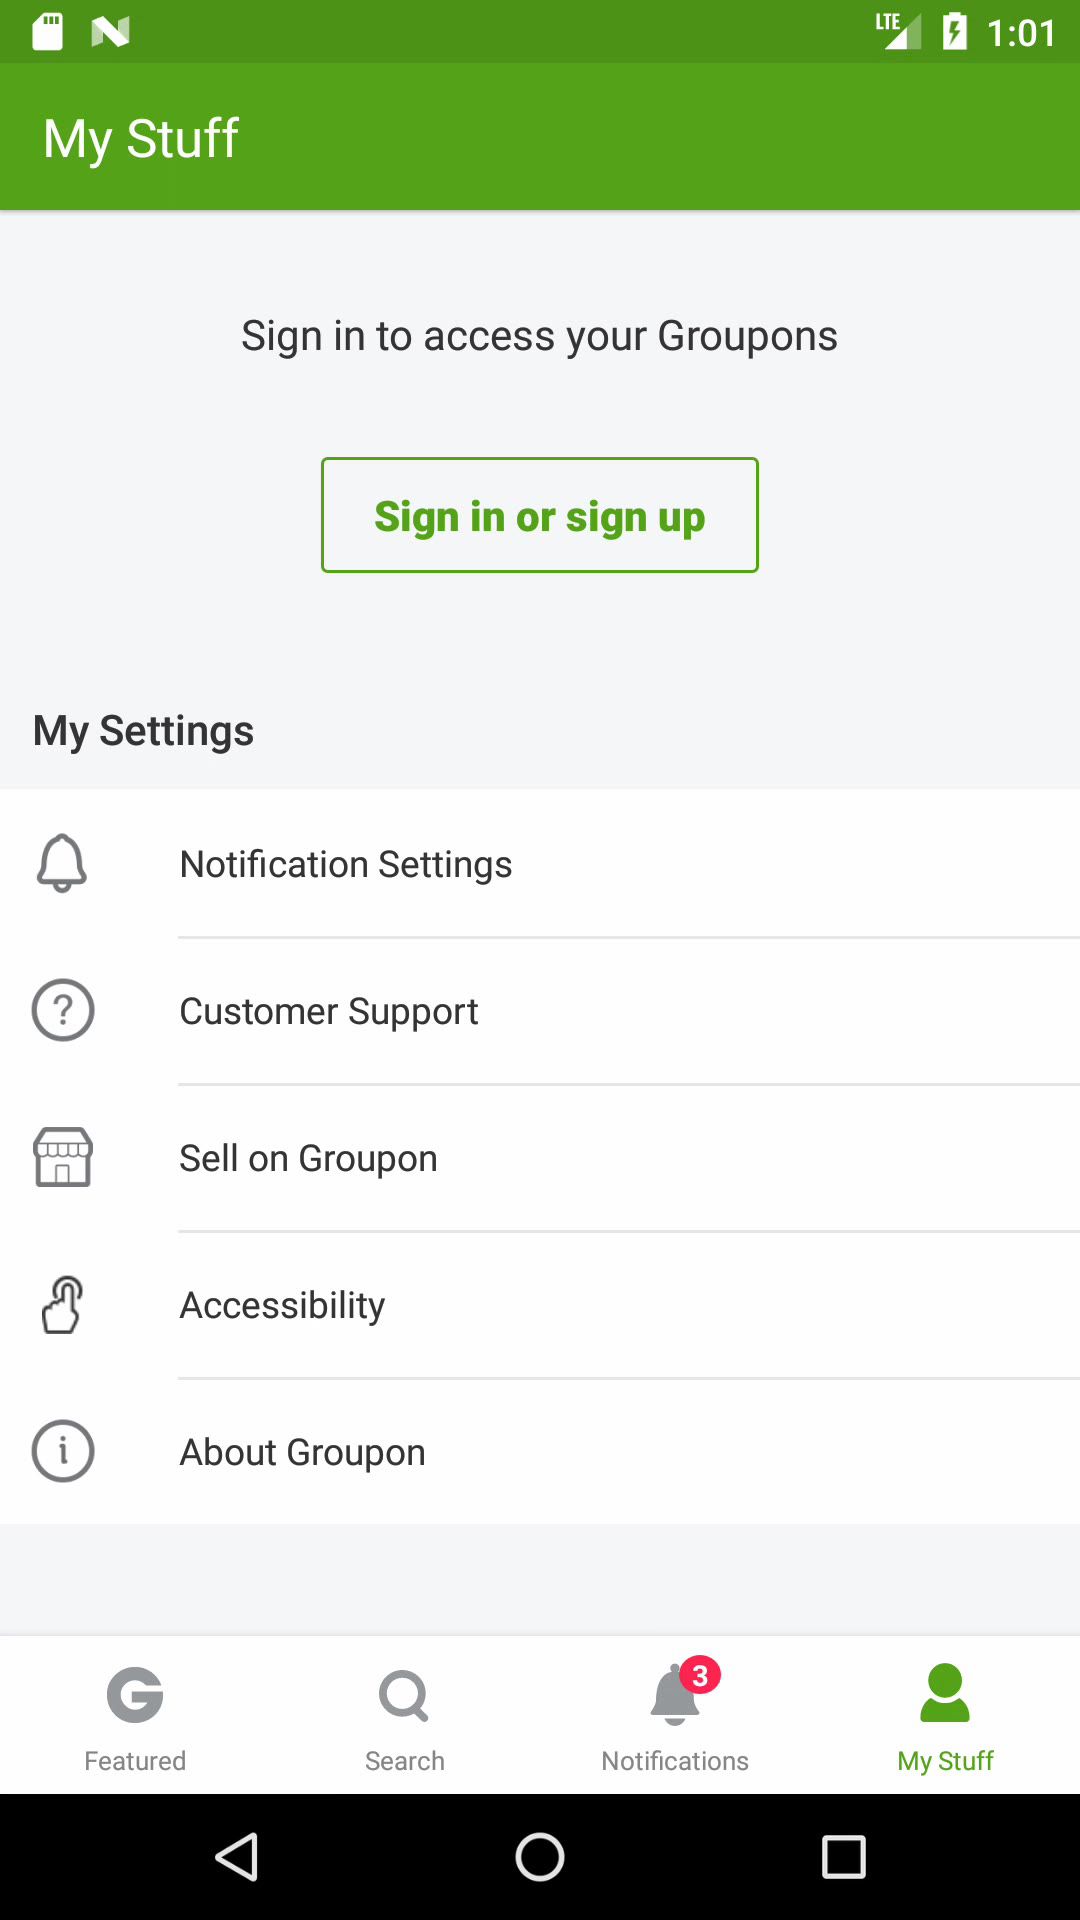 LTE 1:01
My Stuff
Sign in to access your Groupons
Sign in or sign up
My Settings
Notification Settings
? Customer Support
Sell on Groupon
Accessibility
i About Groupon
3
Featured Search Notifications My Stuff